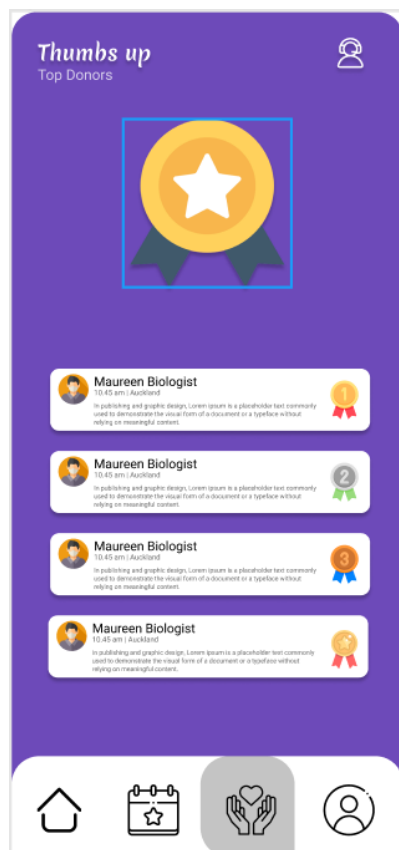 Thumbs up
Top Donors
Maureen Biologist
10.45 am | Auckland
In publishing and graphic design, Lorem ipsum is a placeholder text commonly
used to demonstrate the visual form of a document or a typeface without
relying on meaningful content.
1
Maureen Biologist
10.45 am | Auckland
In publishing and graphic design, Lorem ipsum is a placeholder text commonly
used to demonstrate the visual form of a document or a typeface without
relying on meaningful content.
2
Maureen Biologist
10.45 am | Auckland
In publishing and graphic design, Lorem ipsum is a placeholder text commonly
used to demonstrate the visual form of a document or a typeface without
relying on meaningful content.
3
Maureen Biologist
10.45 am | Auckland
In publishing and graphic design, Lorem ipsum is a placeholder text commonly
used to demonstrate the visual form of a document or a typeface without
relying on meaningful content.